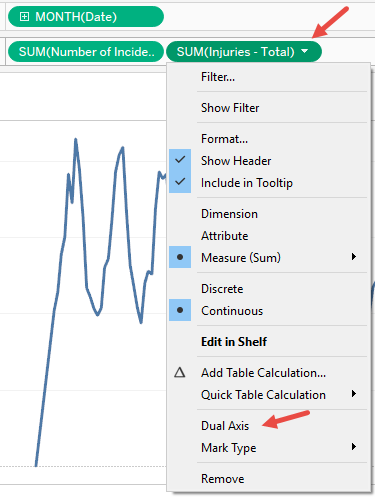 MONTH(Date)
SUM(Number of Incide.. SUM(Injuries - Total)
Filter...
Show Filter
Format...
Show Header
Include in Tooltip
Dimension
Attribute
Measure (Sum)
Discrete
Continuous
Edit in Shelf
Add Table Calculation...
Quick Table Calculation
Dual Axis
Mark Type
Remove